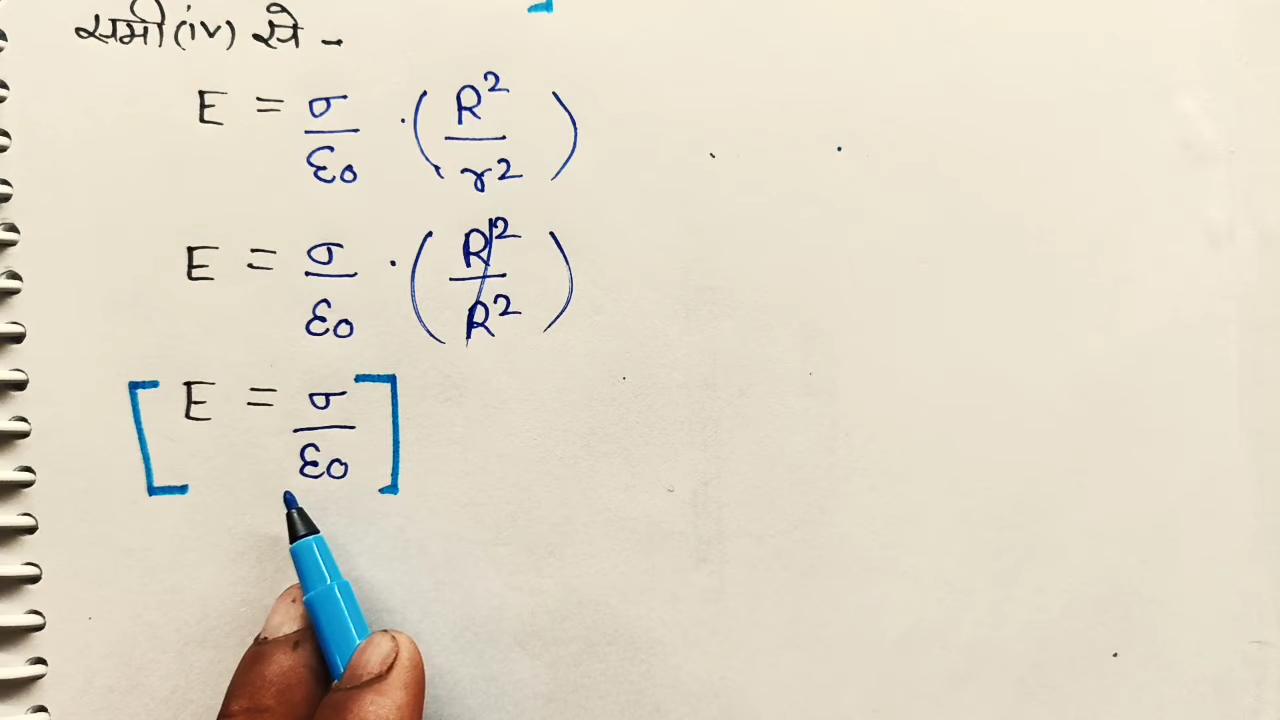 समी(iv) से -
E = σ/ε0 · (R²/r²)
E = σ/ε0 · (R²/R²)
[E = σ/ε0]